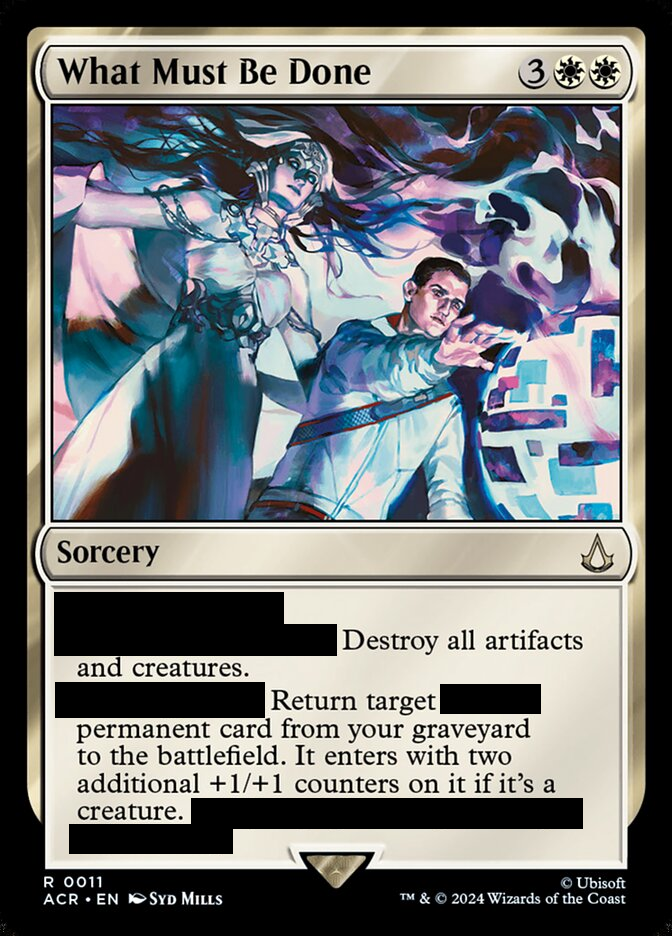 What Must Be Done 3
Sorcery
Destroy all artifacts
and creatures.
Return target
permanent card from your graveyard
to the battlefield. It enters with two
additional +1/+1 counters on it if it's a
creature.
R 0011
ACR • EN Syd Mills
© Ubisoft
™ & © 2024 Wizards of the Coast